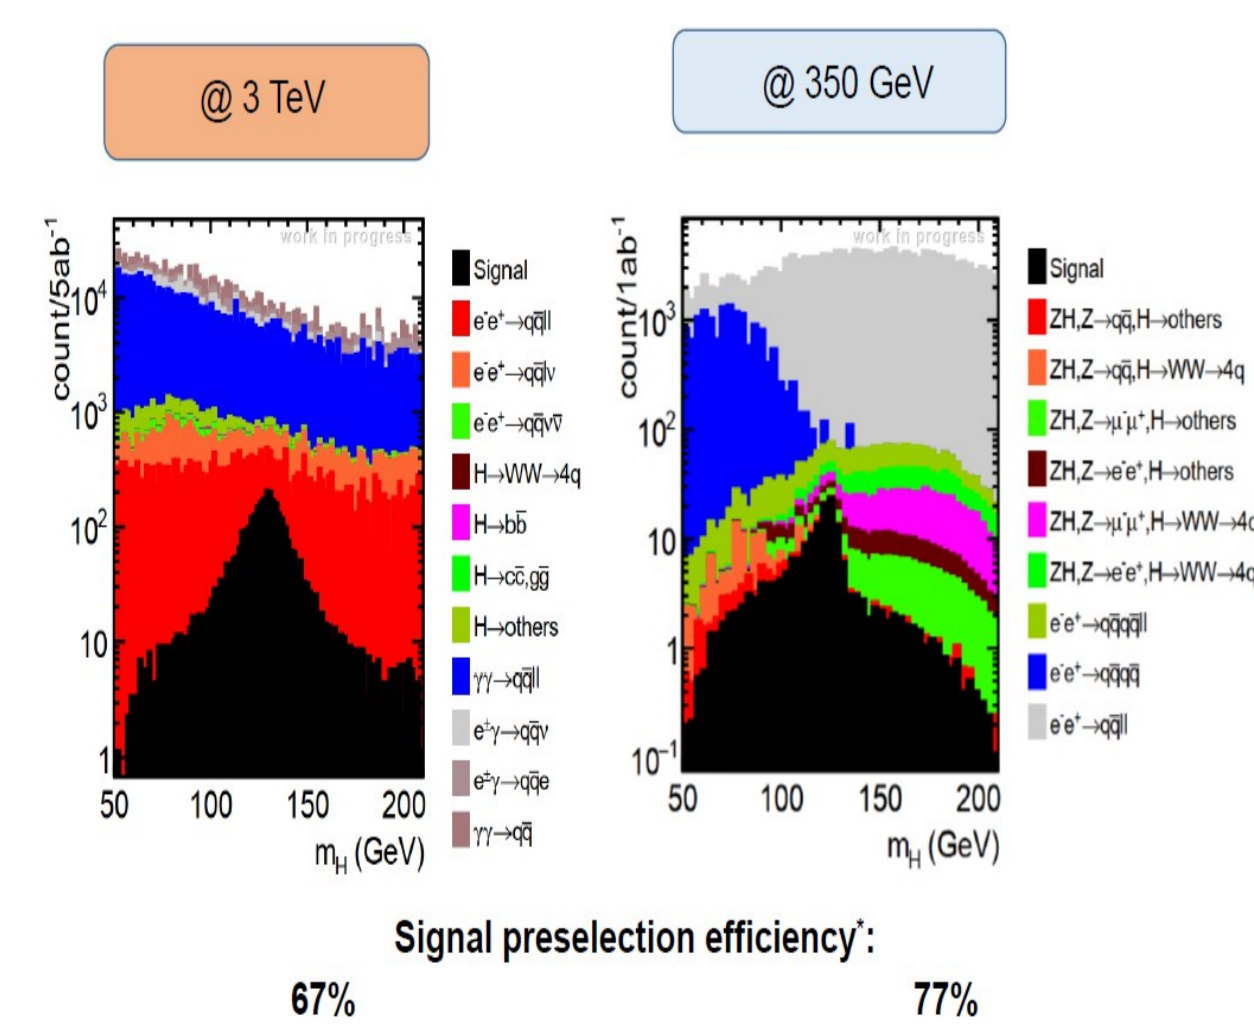 @ 3 TeV
@ 350 GeV
count/5ab⁻¹
work in progress
10⁴
10³
10²
10
1
50 100 150 200
m_H (GeV)
Signal
e⁻e⁺→qq̄ll
e⁻e⁺→qq̄lν
e⁻e⁺→qq̄νν̄
H→WW→4q
H→bb̄
H→cc̄,gḡ
H→others
γγ→qq̄ll
e±γ→qq̄ν
e±γ→qq̄e
γγ→qq̄
count/1ab⁻¹
work in progress
10³
10²
10
1
10⁻¹
50 100 150 200
m_H (GeV)
Signal
ZH,Z→qq̄,H→others
ZH,Z→qq̄,H→WW→4q
ZH,Z→μ⁻μ⁺,H→others
ZH,Z→e⁻e⁺,H→others
ZH,Z→μ⁻μ⁺,H→WW→4q
ZH,Z→e⁻e⁺,H→WW→4q
e⁻e⁺→qq̄qq̄ll
e⁻e⁺→qq̄qq̄
e⁻e⁺→qq̄ll
Signal preselection efficiency*:
67% 77%